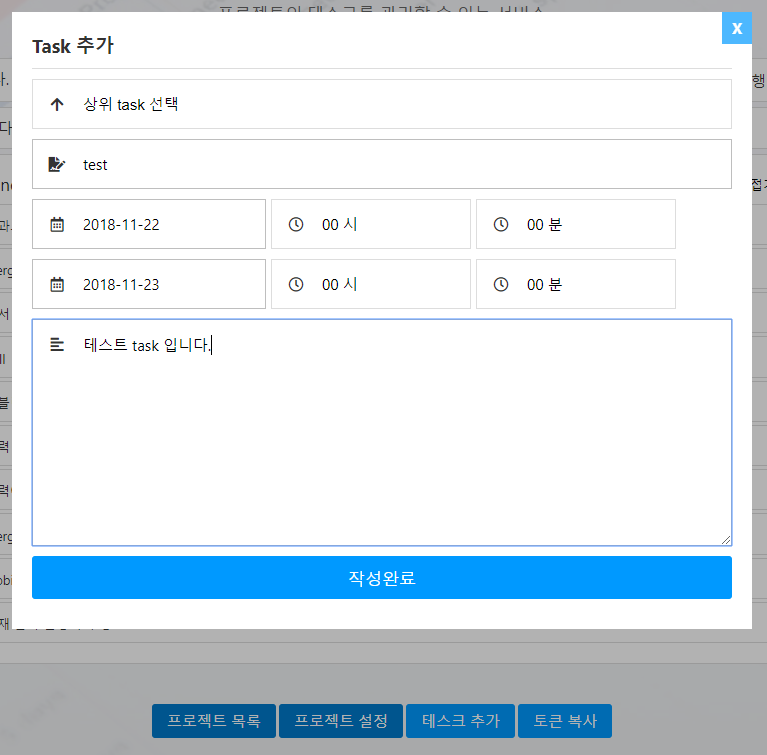 Task 추가
x
상위 task 선택
test
2018-11-22 00 시 00 분
2018-11-23 00 시 00 분
테스트 task 입니다.
작성완료
프로젝트 목록 프로젝트 설정 테스크 추가 토큰 복사